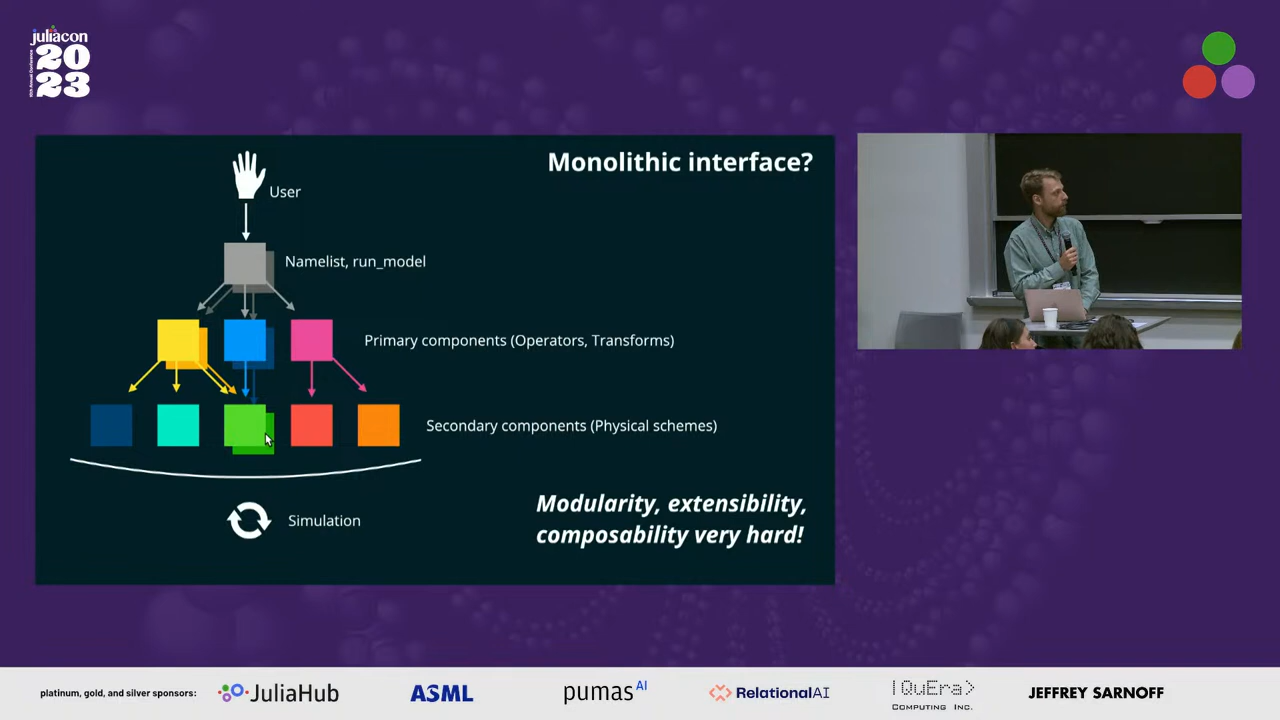 juliacon
20
23
Monolithic interface?
User
Namelist, run_model
Primary components (Operators, Transforms)
Secondary components (Physical schemes)
Modularity, extensibility,
composability very hard!
Simulation
platinum, gold, and silver sponsors:
JuliaHub
ASML
pumas AI
RelationalAI
|QuEra>
COMPUTING INC.
JEFFREY SARNOFF